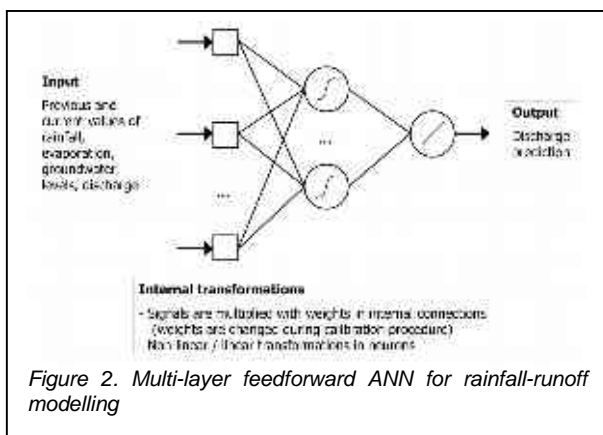 Input
Previous and
current values of
rainfall,
evaporation,
groundwater
levels, discharge
...
...
Output
Discharge
prediction
Internal transformations
- Signals are multiplied with weights in internal connections
(weights are changed during calibration procedure)
- Non-linear / linear transformations in neurons
Figure 2. Multi-layer feedforward ANN for rainfall-runoff
modelling